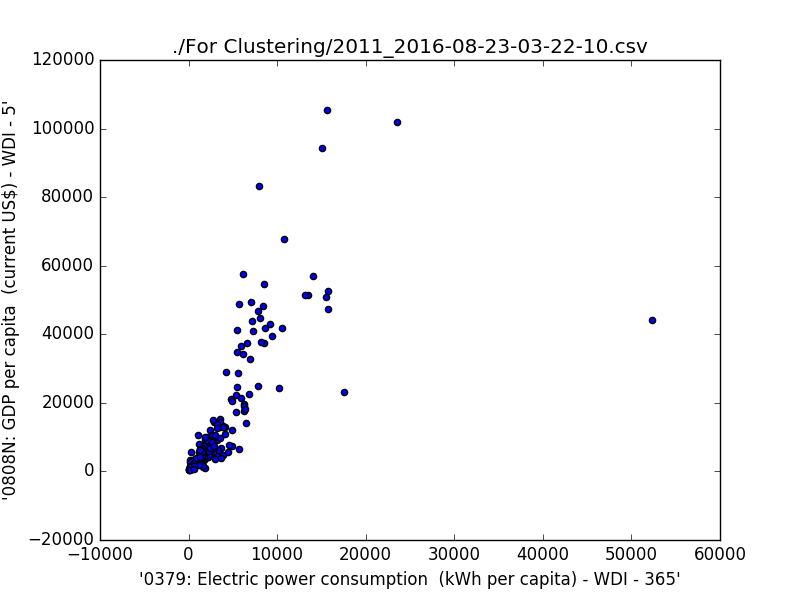 ./For Clustering/2011_2016-08-23-03-22-10.csv
120000
100000
80000
60000
40000
20000
0
−20000
'0808N: GDP per capita  (current US$) - WDI - 5'
−10000 0 10000 20000 30000 40000 50000 60000
'0379: Electric power consumption  (kWh per capita) - WDI - 365'